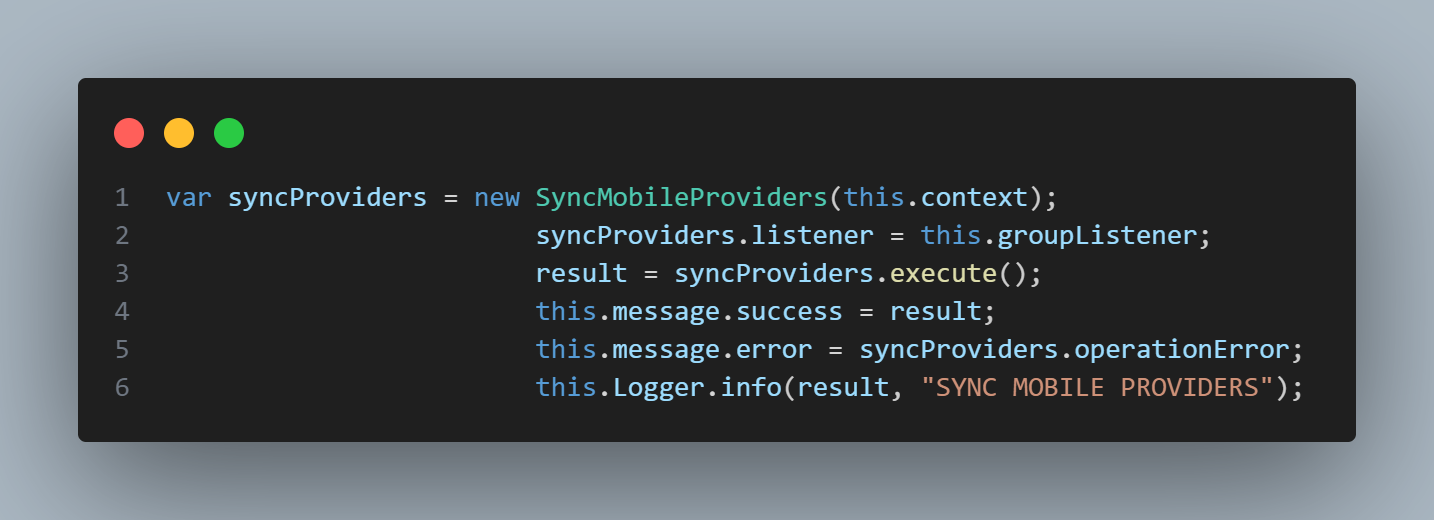 1 var syncProviders = new SyncMobileProviders(this.context);
2 syncProviders.listener = this.groupListener;
3 result = syncProviders.execute();
4 this.message.success = result;
5 this.message.error = syncProviders.operationError;
6 this.Logger.info(result, "SYNC MOBILE PROVIDERS");